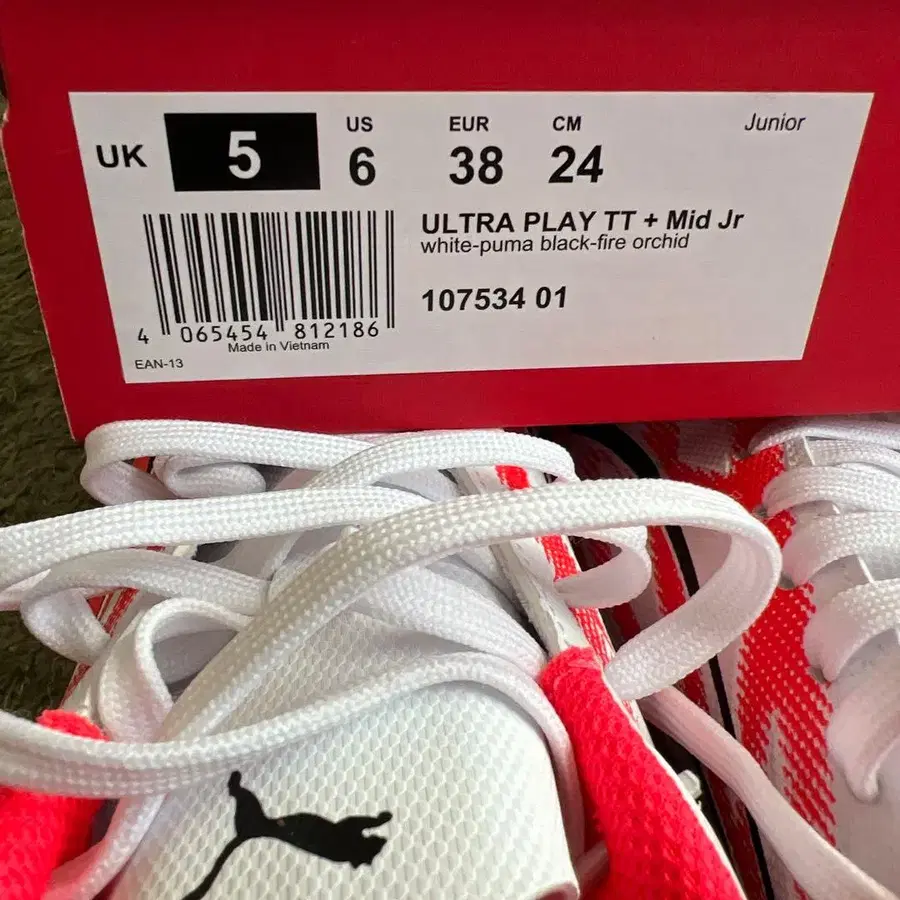 UK 5 US 6 EUR 38 CM 24 Junior
ULTRA PLAY TT + Mid Jr
white-puma black-fire orchid
107534 01
4 065454 812186
Made in Vietnam
EAN-13